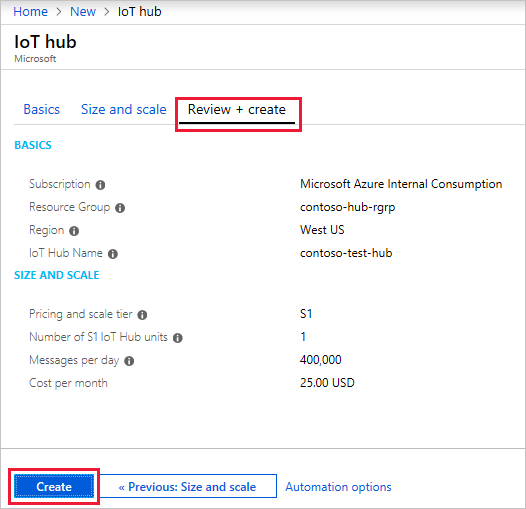 Home > New > IoT hub
IoT hub
Microsoft
Basics Size and scale Review + create
BASICS
Subscription Microsoft Azure Internal Consumption
Resource Group contoso-hub-rgrp
Region West US
IoT Hub Name contoso-test-hub
SIZE AND SCALE
Pricing and scale tier S1
Number of S1 IoT Hub units 1
Messages per day 400,000
Cost per month 25.00 USD
Create « Previous: Size and scale Automation options